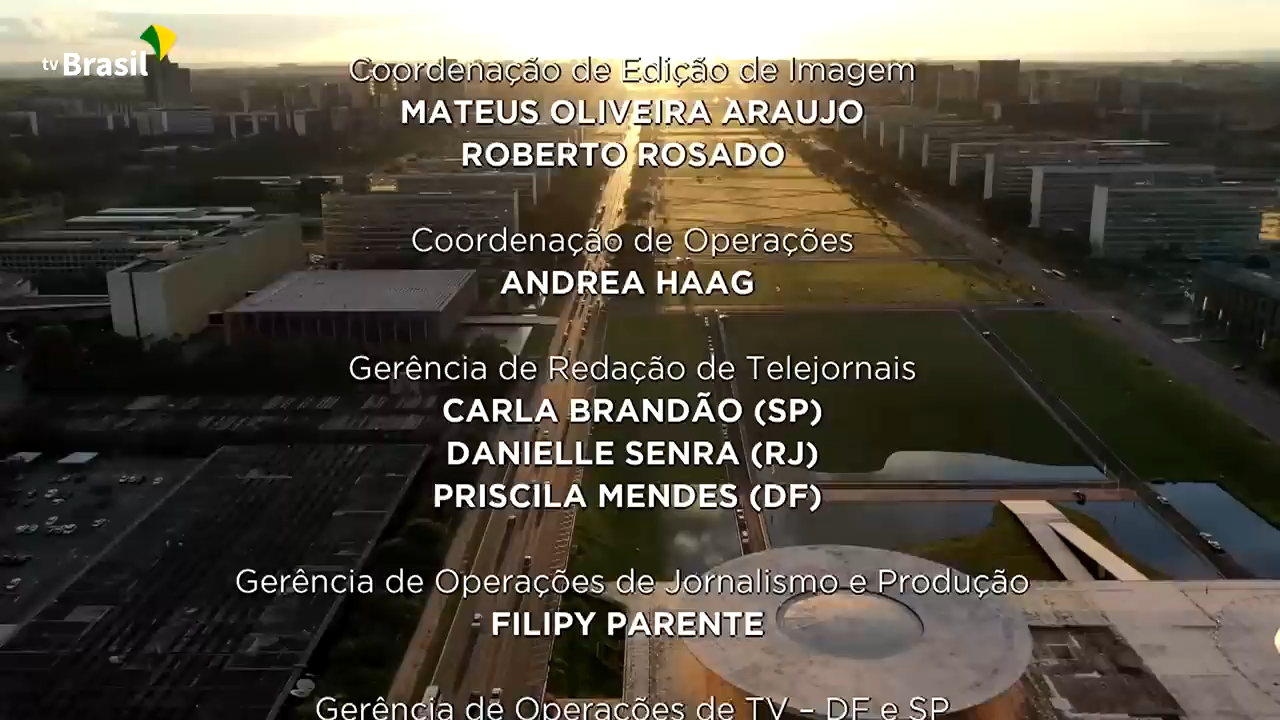 tv Brasil
Coordenação de Edição de Imagem
MATEUS OLIVEIRA ARAUJO
ROBERTO ROSADO
Coordenação de Operações
ANDREA HAAG
Gerência de Redação de Telejornais
CARLA BRANDÃO (SP)
DANIELLE SENRA (RJ)
PRISCILA MENDES (DF)
Gerência de Operações de Jornalismo e Produção
FILIPY PARENTE
Gerência de Operações de TV – DF e SP